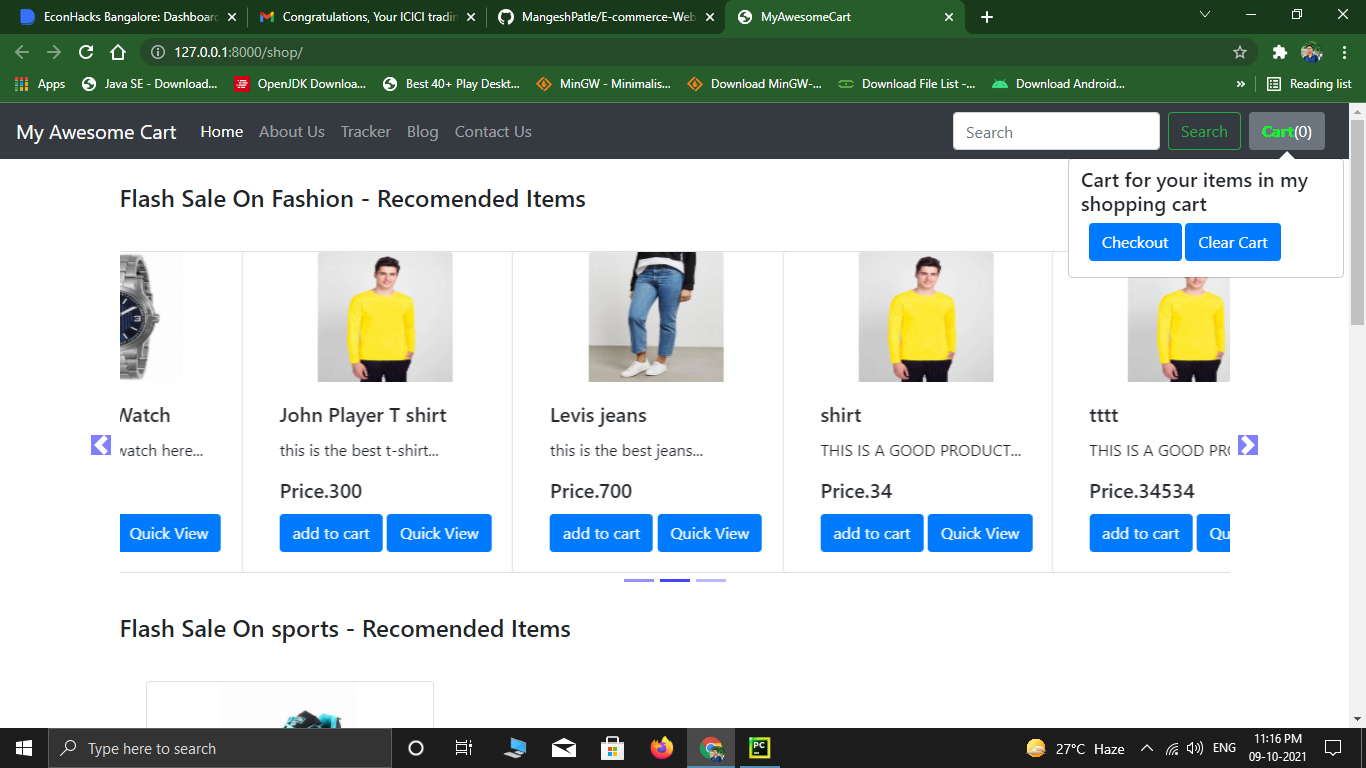 EconHacks Bangalore: Dashboard
Congratlations, Your ICICI tradin
MangeshPatle/E-commerce-Web
MyAwesomeCart
127.0.0.1:8000/shop/
Apps
Java SE - Download...
OpenJDK Downloa...
Best 40+ Play Deskt...
MinGW - Minimalis...
Download MinGW-...
Download File List -...
Download Android...
»
Reading list
My Awesome Cart
Home
About Us
Tracker
Blog
Contact Us
Search
Search
Cart(0)
Cart for your items in my
shopping cart
Checkout
Clear Cart
Flash Sale On Fashion - Recomended Items
Watch
watch here...
Quick View
John Player T shirt
this is the best t-shirt...
Price.300
add to cart
Quick View
Levis jeans
this is the best jeans...
Price.700
add to cart
Quick View
shirt
THIS IS A GOOD PRODUCT...
Price.34
add to cart
Quick View
tttt
THIS IS A GOOD PR
Price.34534
add to cart
Qu
Flash Sale On sports - Recomended Items
Type here to search
PC
27°C Haze
ENG
11:16 PM
09-10-2021